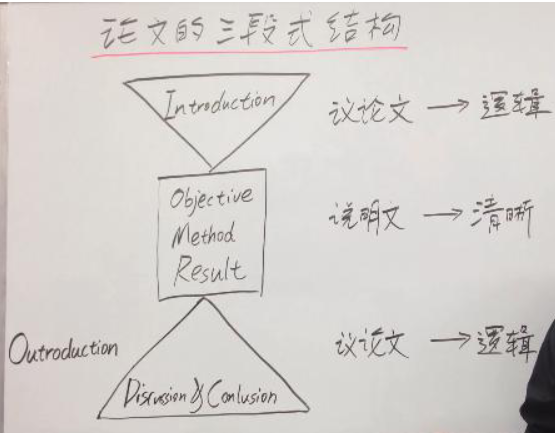 论文的三段式结构
Introduction 议论文 → 逻辑
Objective
Method 说明文 → 清晰
Result
Outroduction 议论文 → 逻辑
Discussion & Conlusion